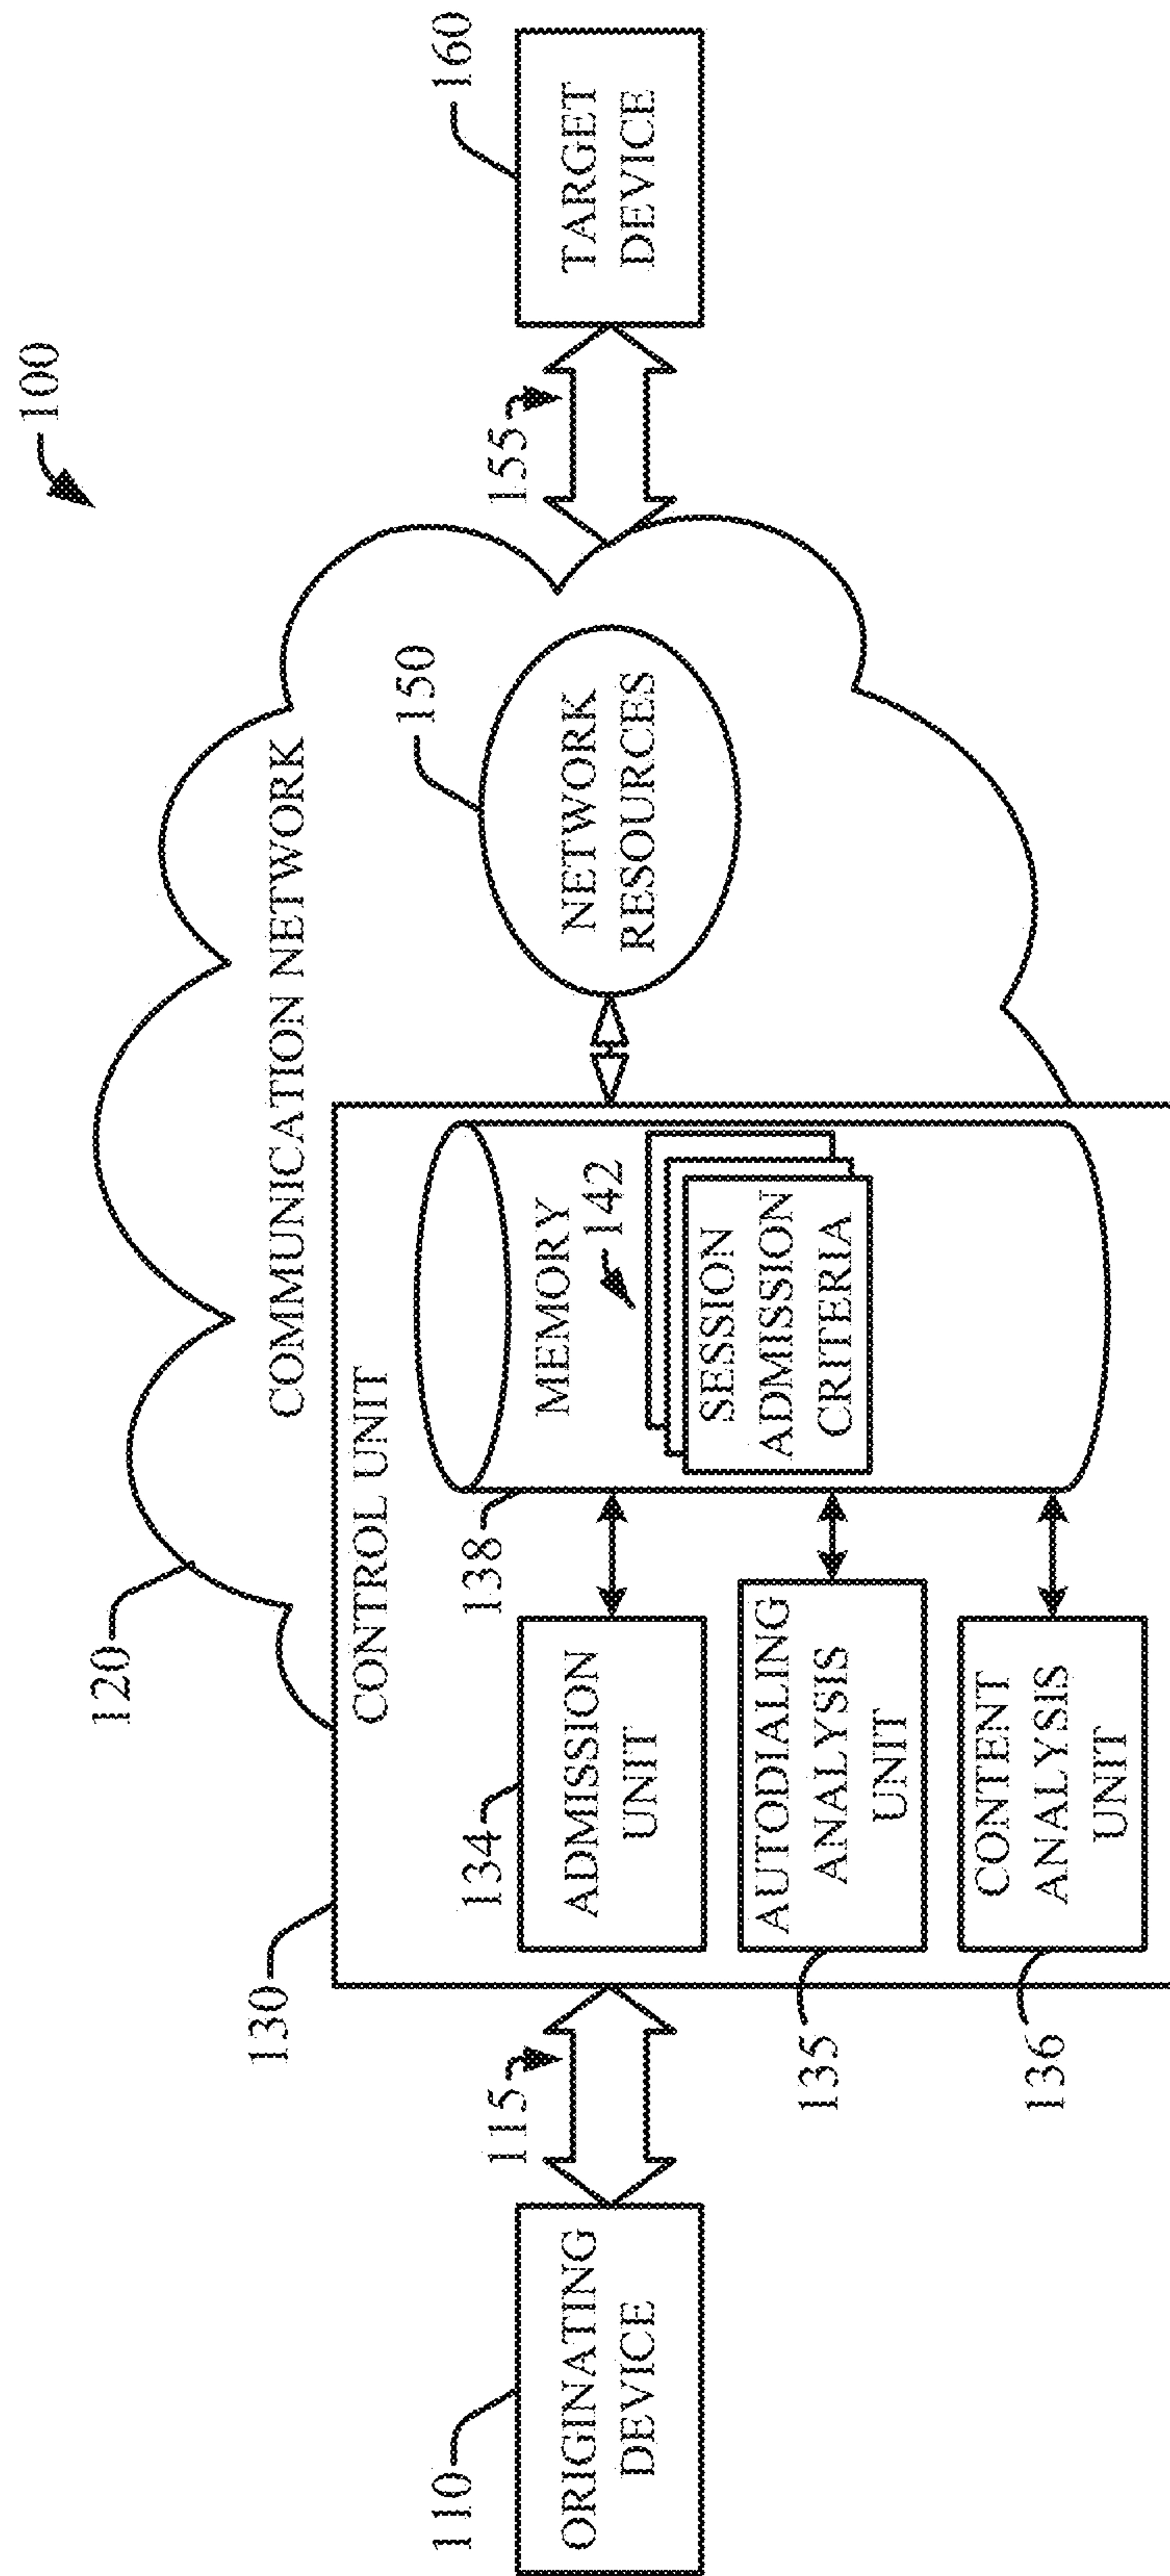 100
120
COMMUNICATION NETWORK
130
CONTROL UNIT
110
ORIGINATING
DEVICE
115
134
ADMISSION
UNIT
135
AUTODIALING
ANALYSIS
UNIT
136
CONTENT
ANALYSIS
UNIT
138
MEMORY
142
SESSION
ADMISSION
CRITERIA
150
NETWORK
RESOURCES
155
160
TARGET
DEVICE